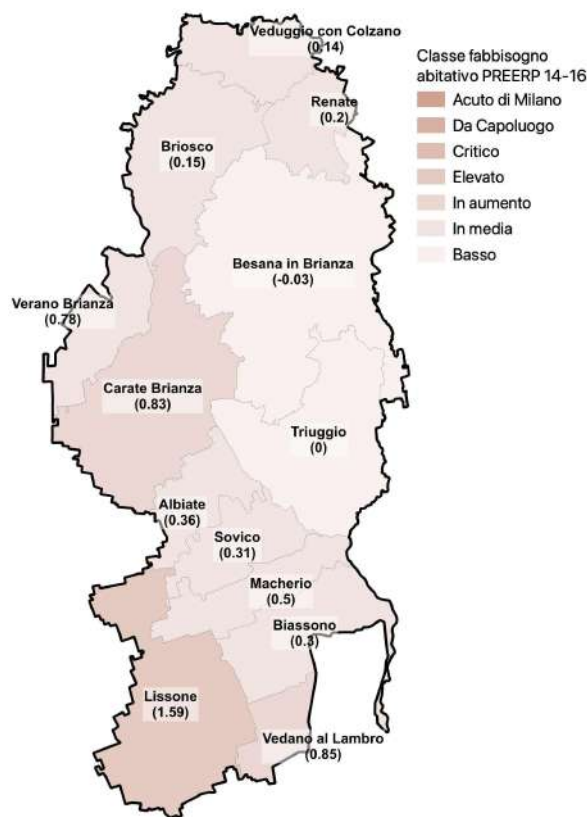 Veduggio con Colzano
(0.14)
Classe fabbisogno
abitativo PREERP 14-16
Acuto di Milano
Da Capoluogo
Critico
Elevato
In aumento
In media
Basso
Renate
(0.2)
Briosco
(0.15)
Besana in Brianza
(-0.03)
Verano Brianza
(0.78)
Carate Brianza
(0.83)
Triuggio
(0)
Albiate
(0.36)
Sovico
(0.31)
Macherio
(0.5)
Biassono
(0.3)
Lissone
(1.59)
Vedano al Lambro
(0.85)